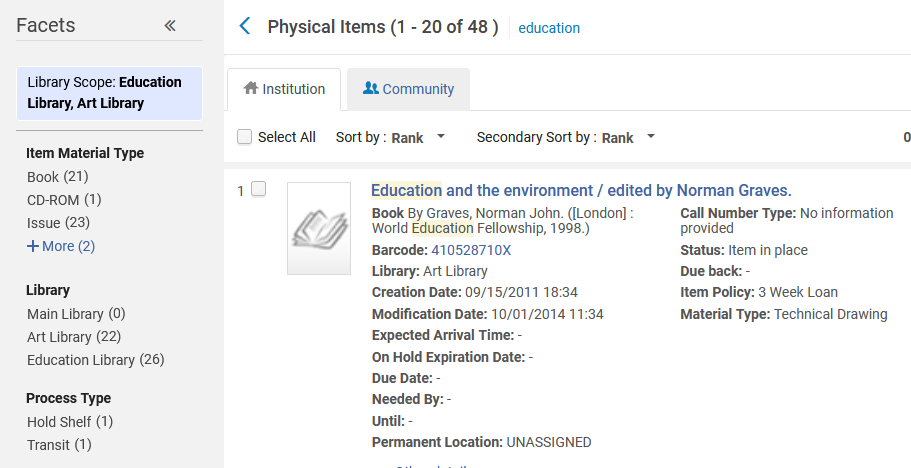 Facets
Library Scope: Education
Library, Art Library
Item Material Type
Book (21)
CD-ROM (1)
Issue (23)
+ More (2)
Library
Main Library (0)
Art Library (22)
Education Library (26)
Process Type
Hold Shelf (1)
Transit (1)
Physical Items (1 - 20 of 48 ) education
Institution Community
Select All Sort by : Rank Secondary Sort by : Rank 0
1 Education and the environment / edited by Norman Graves.
Book By Graves, Norman John. ([London] :
World Education Fellowship, 1998.)
Barcode: 410528710X
Library: Art Library
Creation Date: 09/15/2011 18:34
Modification Date: 10/01/2014 11:34
Expected Arrival Time: -
On Hold Expiration Date: -
Due Date: -
Needed By: -
Until: -
Permanent Location: UNASSIGNED
Call Number Type: No information
provided
Status: Item in place
Due back: -
Item Policy: 3 Week Loan
Material Type: Technical Drawing